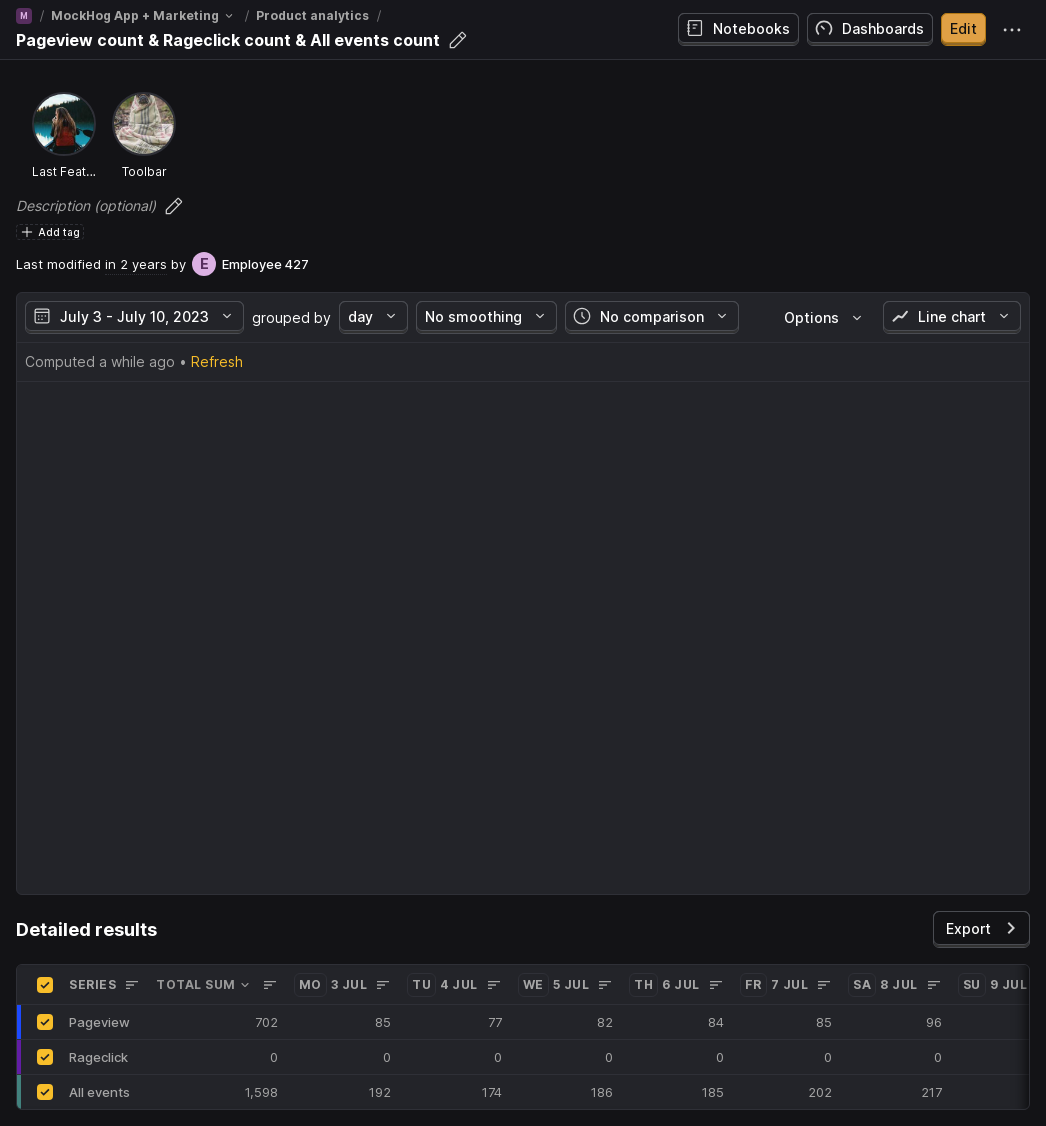 M / MockHog App + Marketing / Product analytics /
Pageview count & Rageclick count & All events count
Notebooks Dashboards Edit
Last Feat... Toolbar
Description (optional)
Add tag
Last modified in 2 years by E Employee 427
July 3 - July 10, 2023 grouped by day No smoothing No comparison Options Line chart
Computed a while ago • Refresh
Detailed results
Export
SERIES TOTAL SUM MO 3 JUL TU 4 JUL WE 5 JUL TH 6 JUL FR 7 JUL SA 8 JUL SU 9 JUL
Pageview 702 85 77 82 84 85 96
Rageclick 0 0 0 0 0 0 0
All events 1,598 192 174 186 185 202 217